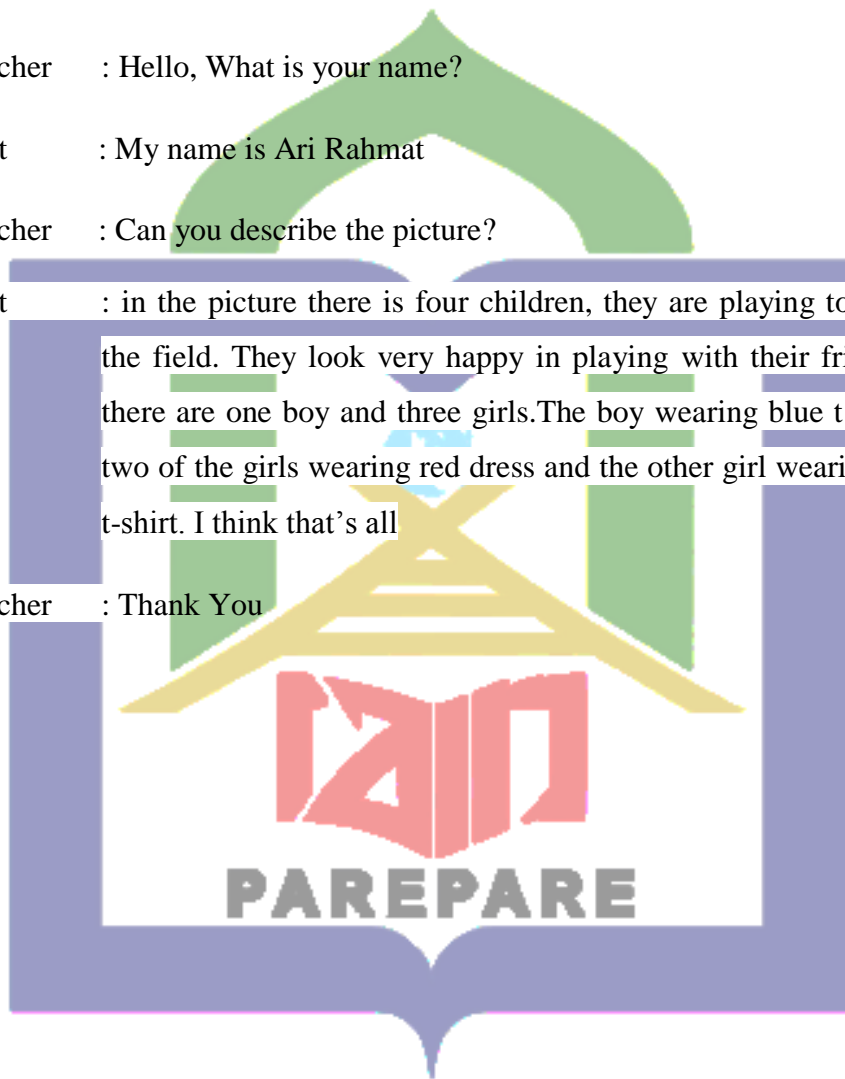 cher : Hello, What is your name?
t : My name is Ari Rahmat
cher : Can you describe the picture?
t : in the picture there is four children, they are playing to
the field. They look very happy in playing with their fri
there are one boy and three girls.The boy wearing blue t
two of the girls wearing red dress and the other girl weari
t-shirt. I think that’s all
cher : Thank You
iain
PAREPARE